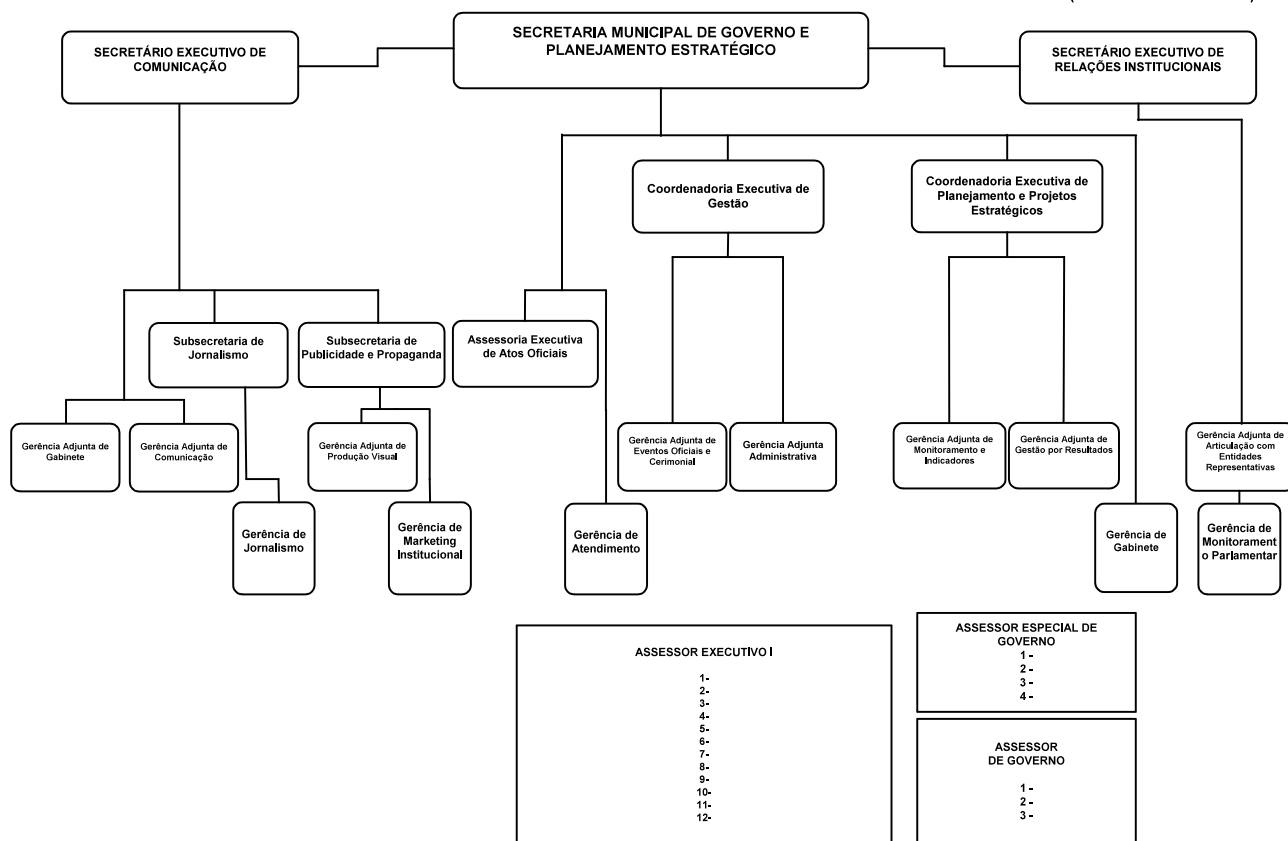 SECRETARIA MUNICIPAL DE GOVERNO E
PLANEJAMENTO ESTRATÉGICO
SECRETÁRIO EXECUTIVO DE
COMUNICAÇÃO
SECRETÁRIO EXECUTIVO DE
RELAÇÕES INSTITUCIONAIS
Coordenadoria Executiva de
Gestão
Coordenadoria Executiva de
Planejamento e Projetos
Estratégicos
Subsecretaria de
Jornalismo
Subsecretaria de
Publicidade e Propaganda
Assessoria Executiva
de Atos Oficiais
Gerência Adjunta de
Gabinete
Gerência Adjunta de
Comunicação
Gerência Adjunta de
Produção Visual
Gerência Adjunta de
Eventos Oficiais e
Cerimonial
Gerência Adjunta
Administrativa
Gerência Adjunta de
Monitoramento e
Indicadores
Gerência Adjunta de
Gestão por Resultados
Gerência Adjunta de
Articulação com
Entidades
Representativas
Gerência de
Jornalismo
Gerência de
Marketing
Institucional
Gerência de
Atendimento
Gerência de
Gabinete
Gerência de
Monitorament
o Parlamentar
ASSESSOR EXECUTIVO I
1-
2-
3-
4-
5-
6-
7-
8-
9-
10-
11-
12-
ASSESSOR ESPECIAL DE
GOVERNO
1 -
2 -
3 -
4 -
ASSESSOR
DE GOVERNO
1 -
2 -
3 -